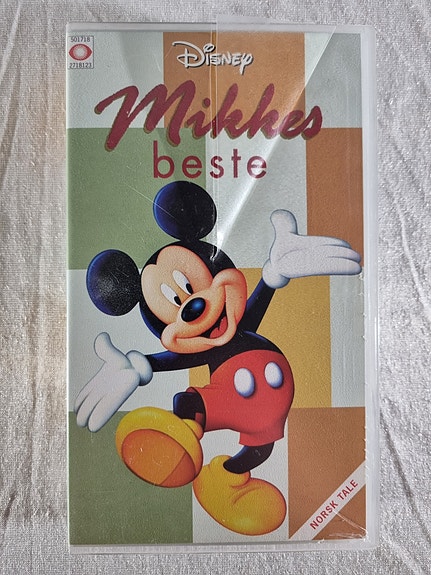 501718
2718123
Disney
Mikkes
beste
NORSK TALE